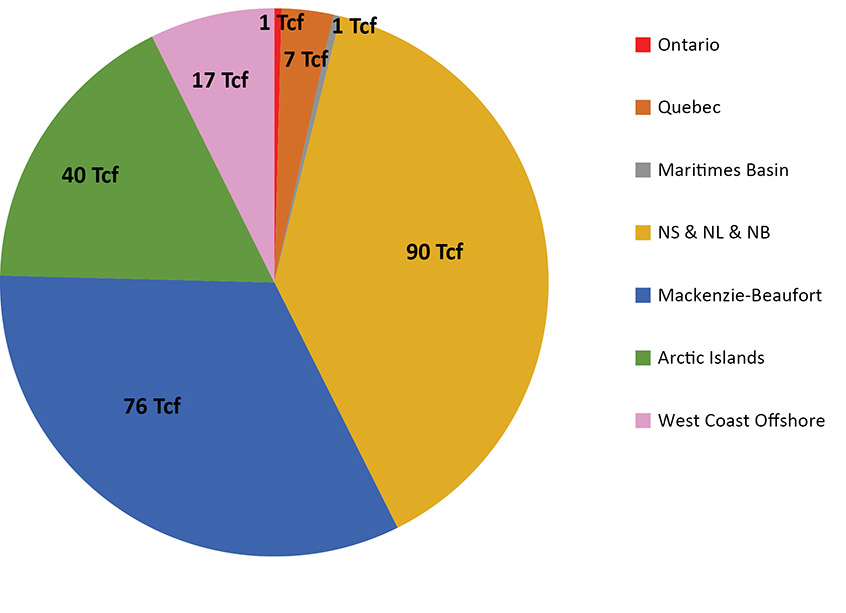 1 Tcf
1 Tcf
7 Tcf
17 Tcf
40 Tcf
90 Tcf
76 Tcf
Ontario
Quebec
Maritimes Basin
NS & NL & NB
Mackenzie-Beaufort
Arctic Islands
West Coast Offshore